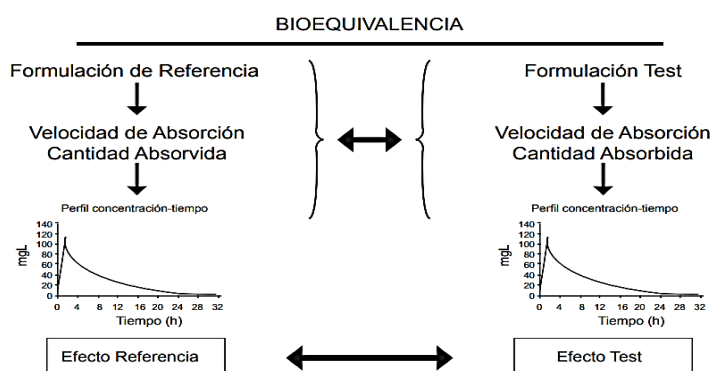 BIOEQUIVALENCIA
Formulación de Referencia
Velocidad de Absorción
Cantidad Absorvida
Perfil concentración-tiempo
mgL
140
120
100
80
60
40
20
0
0 4 8 12 16 20 24 28 32
Tiempo (h)
Efecto Referencia
Formulación Test
Velocidad de Absorción
Cantidad Absorbida
Perfil concentración-tiempo
mgL
140
120
100
80
60
40
20
0
0 4 8 12 16 20 24 28 32
Tiempo (h)
Efecto Test